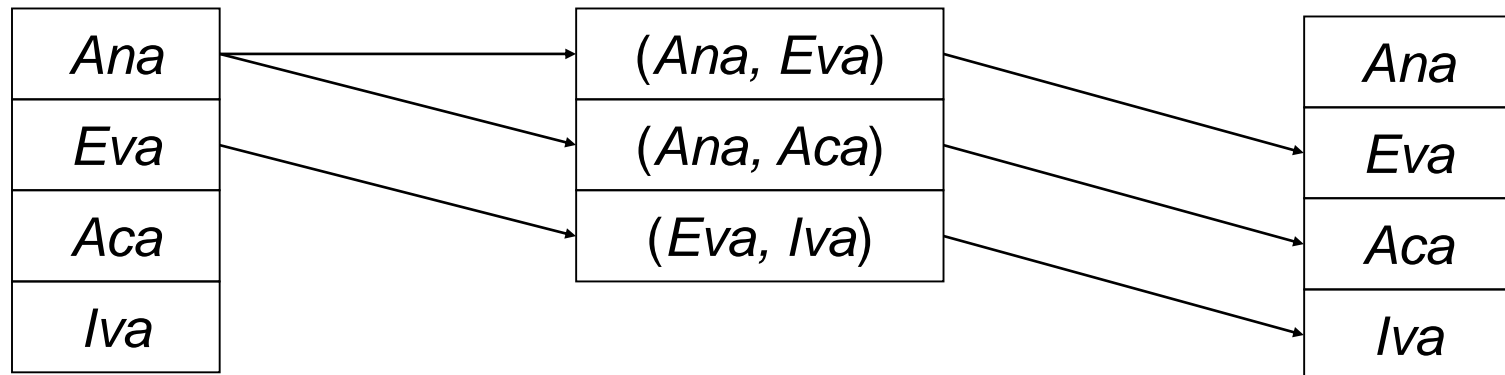 Ana
Eva
Aca
Iva
(Ana, Eva)
(Ana, Aca)
(Eva, Iva)
Ana
Eva
Aca
Iva